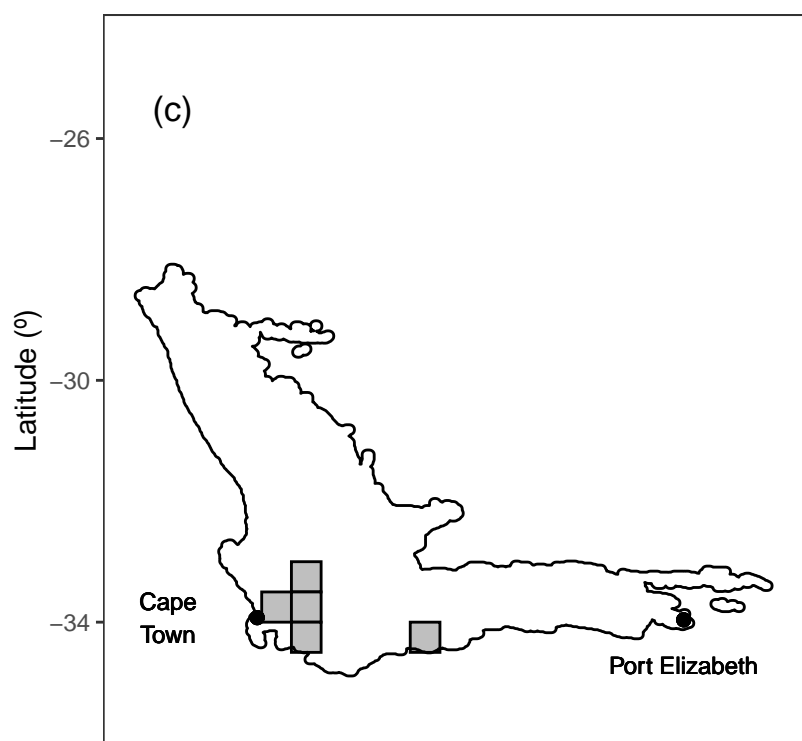 (c)
−26
−30
−34
Latitude (º)
Cape
Town
Port Elizabeth